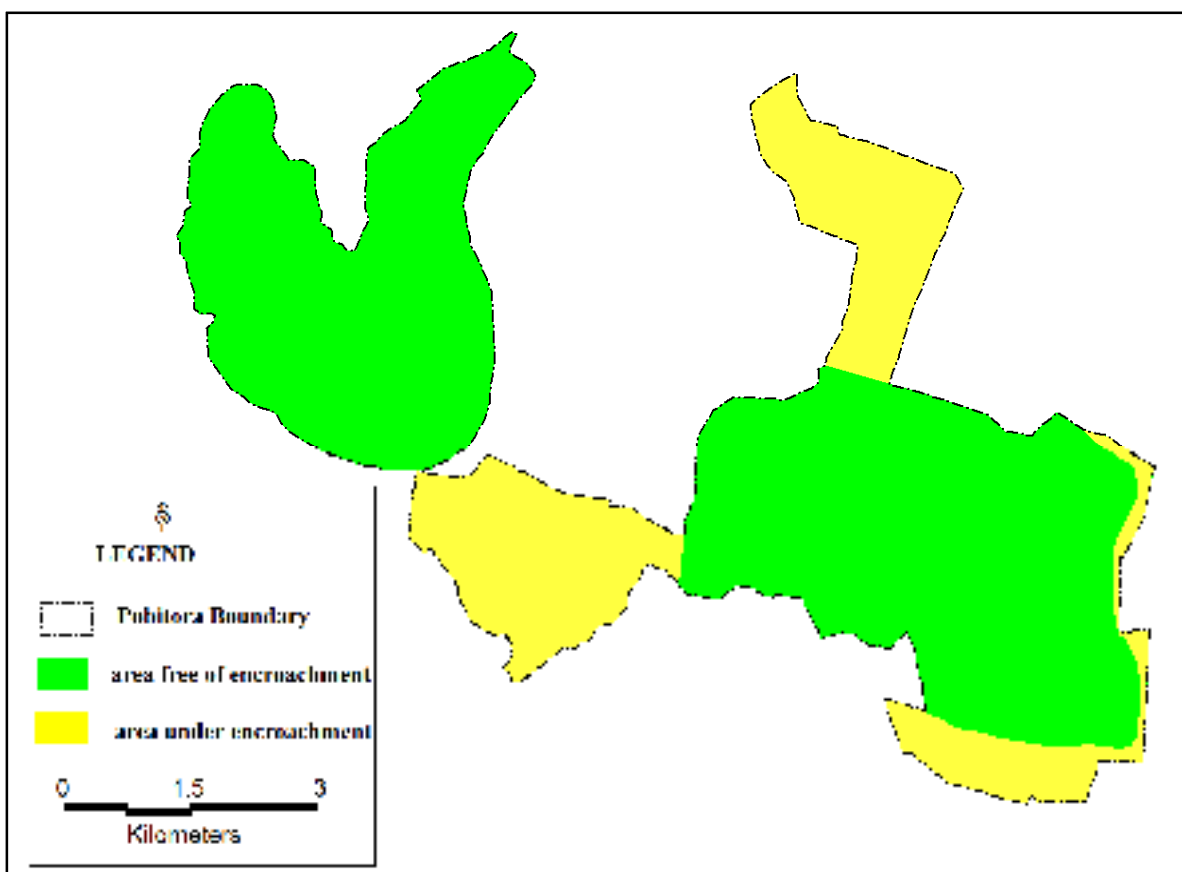 LEGEND
Pobitora Boundary
area free of encroachment
area under encroachment
0 1.5 3
Kilometers